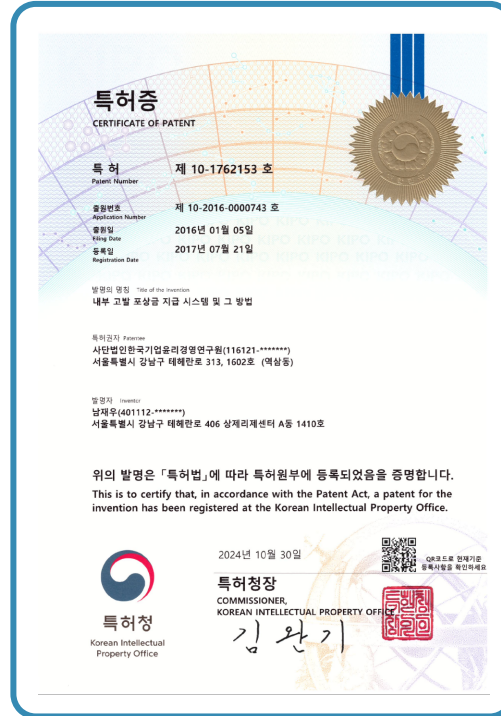 특허증
CERTIFICATE OF PATENT
특 허 제 10-1762153 호
Patent Number
출원번호 제 10-2016-0000743 호
Application Number
출원일 2016년 01월 05일
Filing Date
등록일 2017년 07월 21일
Registration Date
발명의 명칭 Title of the Invention
내부 고발 포상금 지급 시스템 및 그 방법
특허권자 Patentee
사단법인한국기업윤리경영연구원(116121-*******)
서울특별시 강남구 테헤란로 313, 1602호 (역삼동)
발명자 Inventor
남재우(401112-*******)
서울특별시 강남구 테헤란로 406 상제리제센터 A동 1410호
위의 발명은 「특허법」에 따라 특허원부에 등록되었음을 증명합니다.
This is to certify that, in accordance with the Patent Act, a patent for the
invention has been registered at the Korean Intellectual Property Office.
2024년 10월 30일
QR코드로 현재기준
등록사항을 확인하세요
특허청장
COMMISSIONER,
KOREAN INTELLECTUAL PROPERTY OFFICE
김완기
특허청
Korean Intellectual
Property Office